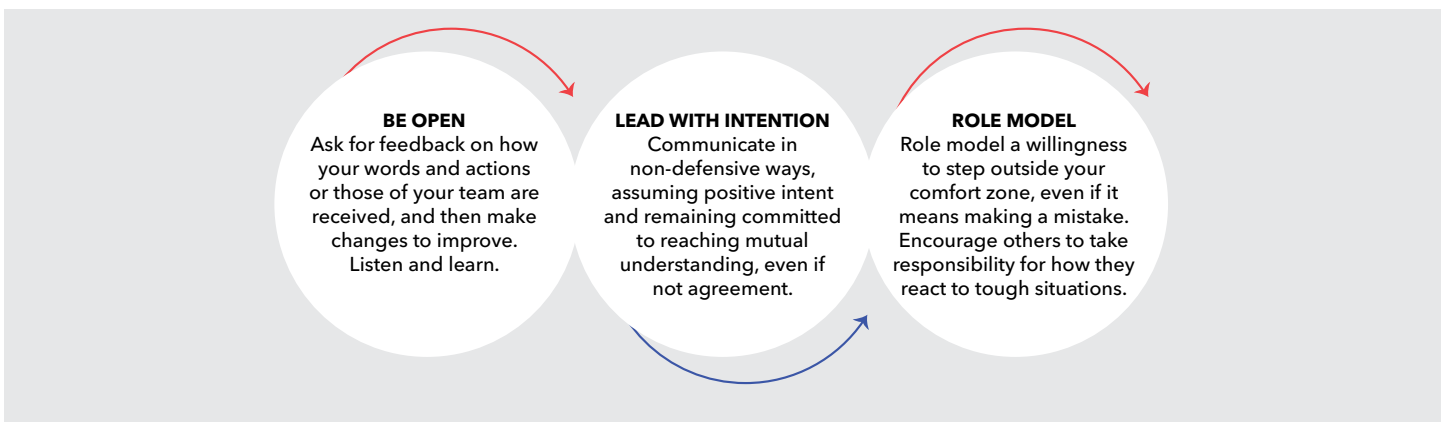 BE OPEN
Ask for feedback on how
your words and actions
or those of your team are
received, and then make
changes to improve.
Listen and learn.
LEAD WITH INTENTION
Communicate in
non-defensive ways,
assuming positive intent
and remaining committed
to reaching mutual
understanding, even if
not agreement.
ROLE MODEL
Role model a willingness
to step outside your
comfort zone, even if it
means making a mistake.
Encourage others to take
responsibility for how they
react to tough situations.